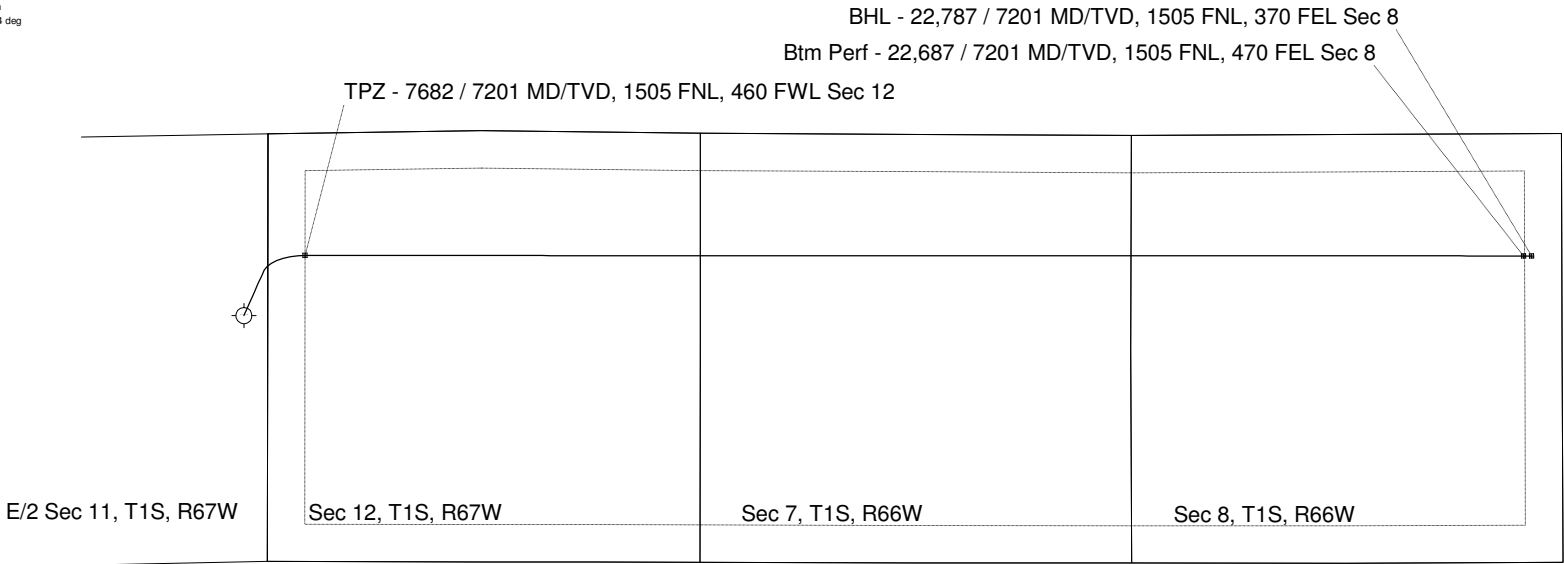 deg
BHL - 22,787 / 7201 MD/TVD, 1505 FNL, 370 FEL Sec 8
Btm Perf - 22,687 / 7201 MD/TVD, 1505 FNL, 470 FEL Sec 8
TPZ - 7682 / 7201 MD/TVD, 1505 FNL, 460 FWL Sec 12
E/2 Sec 11, T1S, R67W
Sec 12, T1S, R67W
Sec 7, T1S, R66W
Sec 8, T1S, R66W